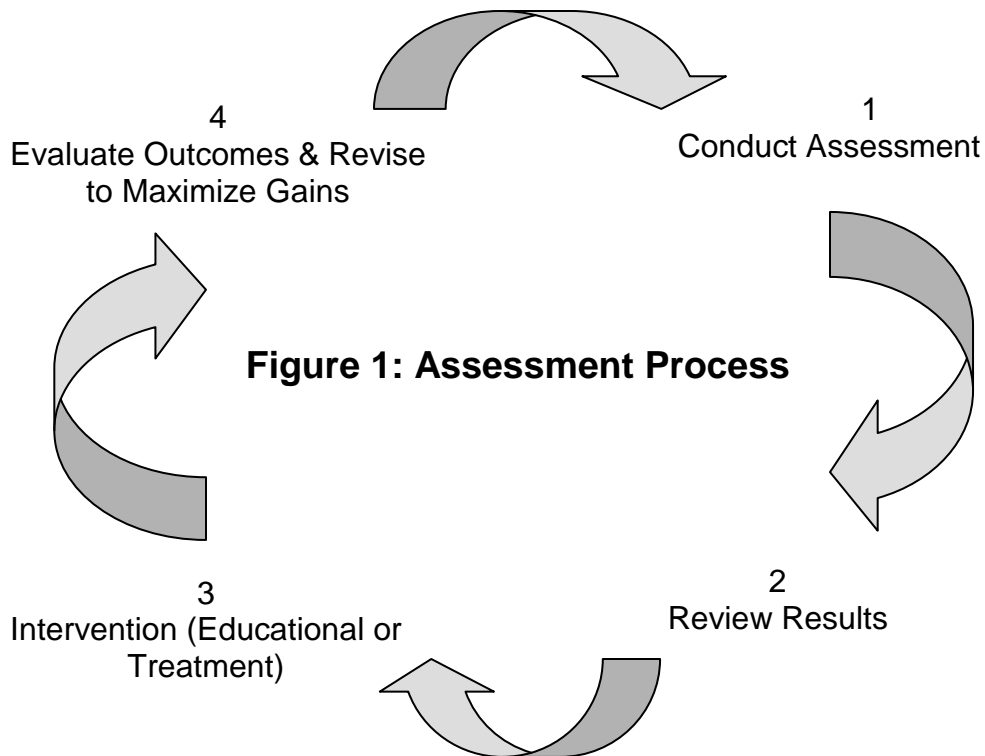 4
Evaluate Outcomes & Revise
to Maximize Gains
1
Conduct Assessment
Figure 1: Assessment Process
3
Intervention (Educational or
Treatment)
2
Review Results